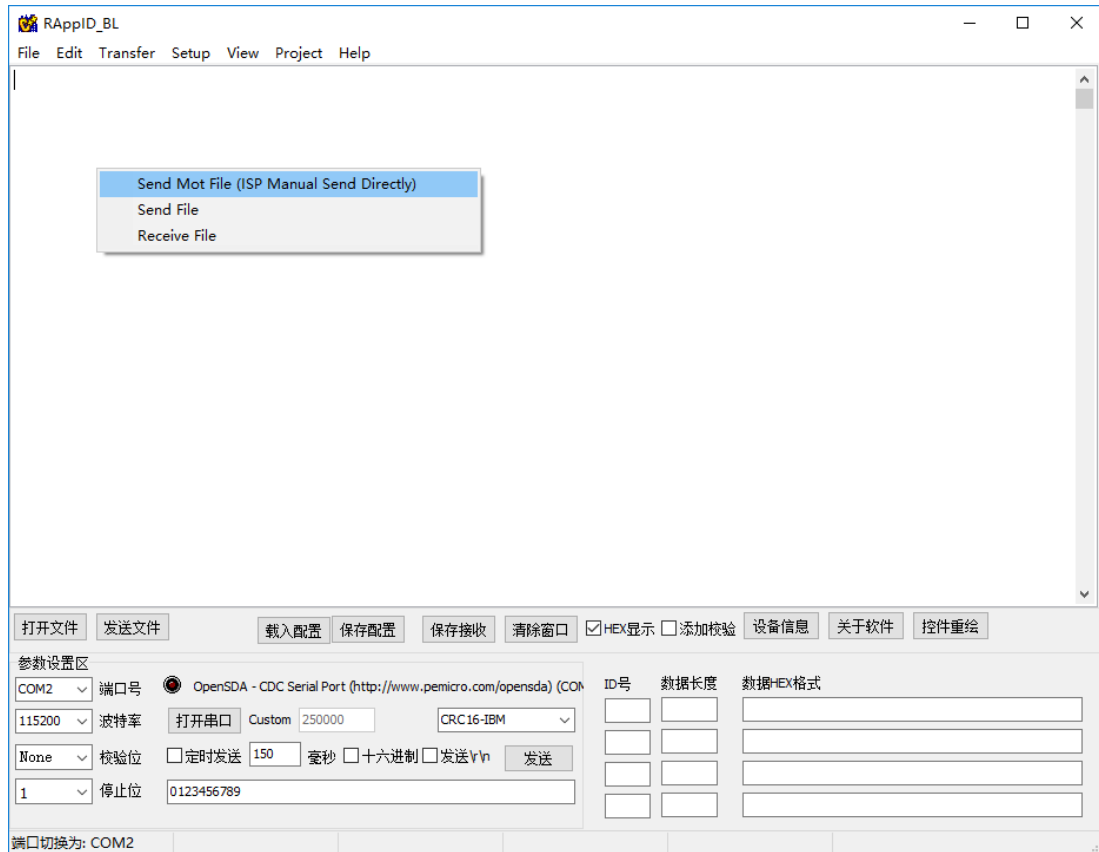 RAppID_BL
File Edit Transfer Setup View Project Help
Send Mot File (ISP Manual Send Directly)
Send File
Receive File
打开文件 发送文件 载入配置 保存配置 保存接收 清除窗口 HEX显示 添加校验 设备信息 关于软件 控件重绘
参数设置区
COM2 端口号 OpenSDA - CDC Serial Port (http://www.pemicro.com/opensda) (COM ID号 数据长度 数据HEX格式
115200 波特率 打开串口 Custom 250000 CRC16-IBM
None 校验位 定时发送 150 毫秒 十六进制 发送\r\n 发送
1 停止位 0123456789
端口切换为: COM2